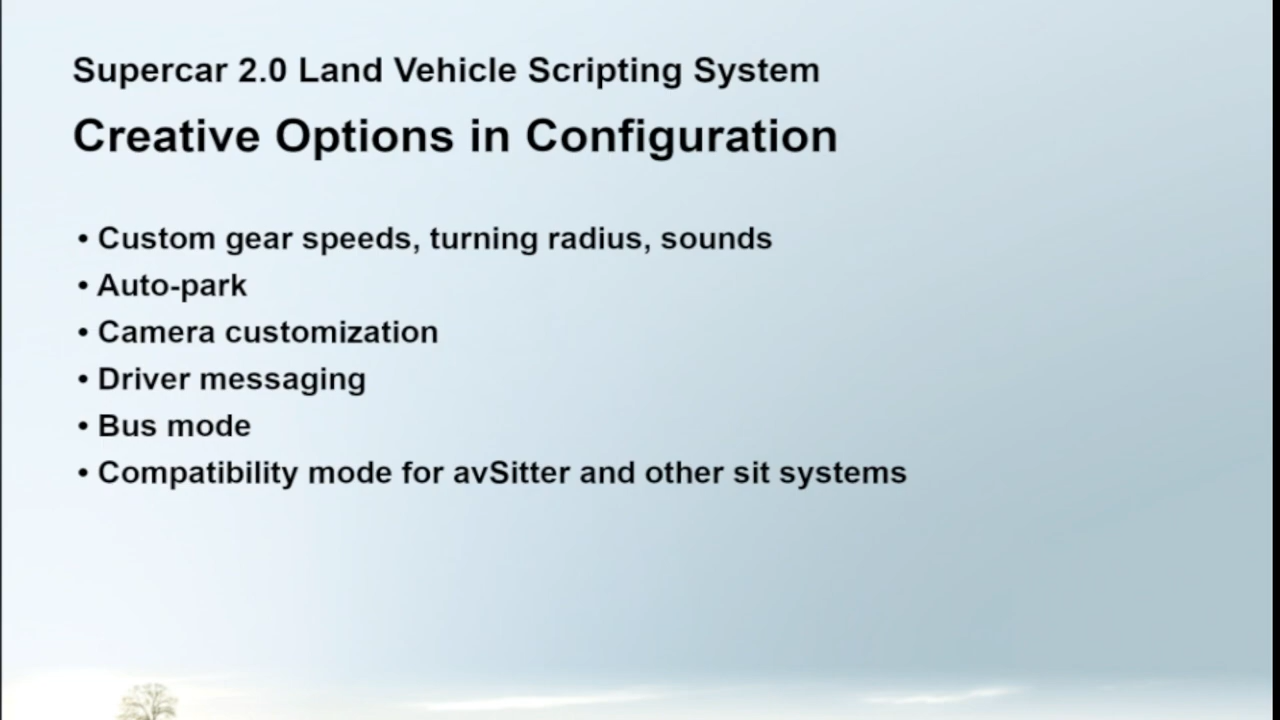 Supercar 2.0 Land Vehicle Scripting System
Creative Options in Configuration
• Custom gear speeds, turning radius, sounds
• Auto-park
• Camera customization
• Driver messaging
• Bus mode
• Compatibility mode for avSitter and other sit systems